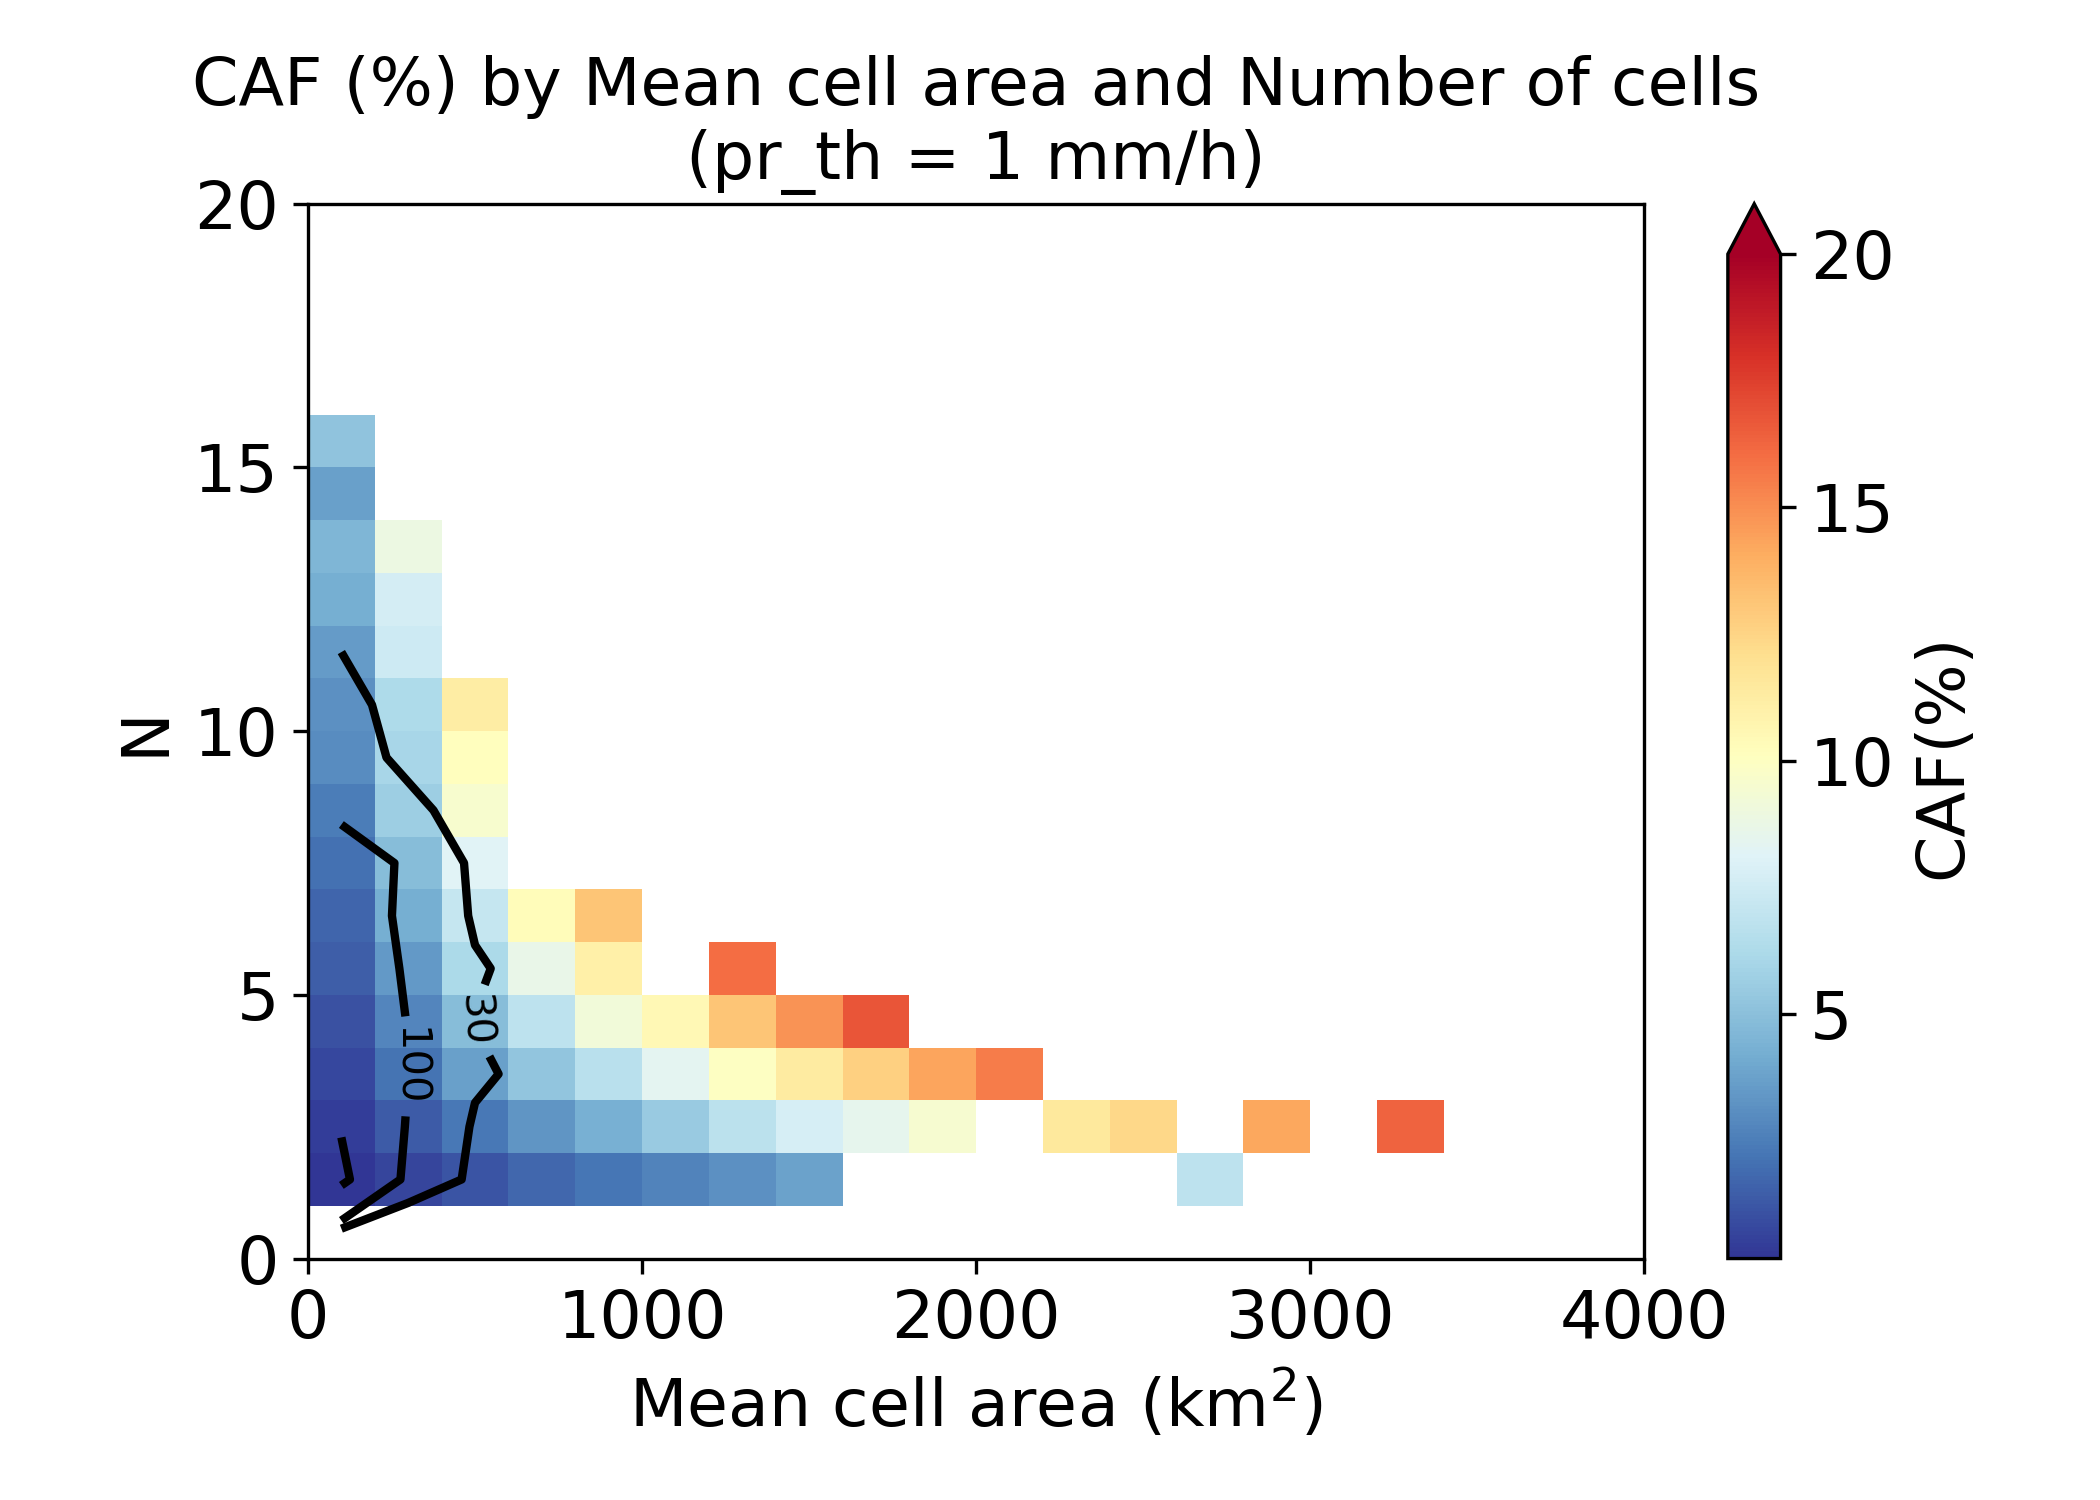 CAF (%) by Mean cell area and Number of cells
(pr_th = 1 mm/h)
20
15
10
5
0
N
0 1000 2000 3000 4000
Mean cell area (km²)
30
100
20
15
10
5
CAF(%)